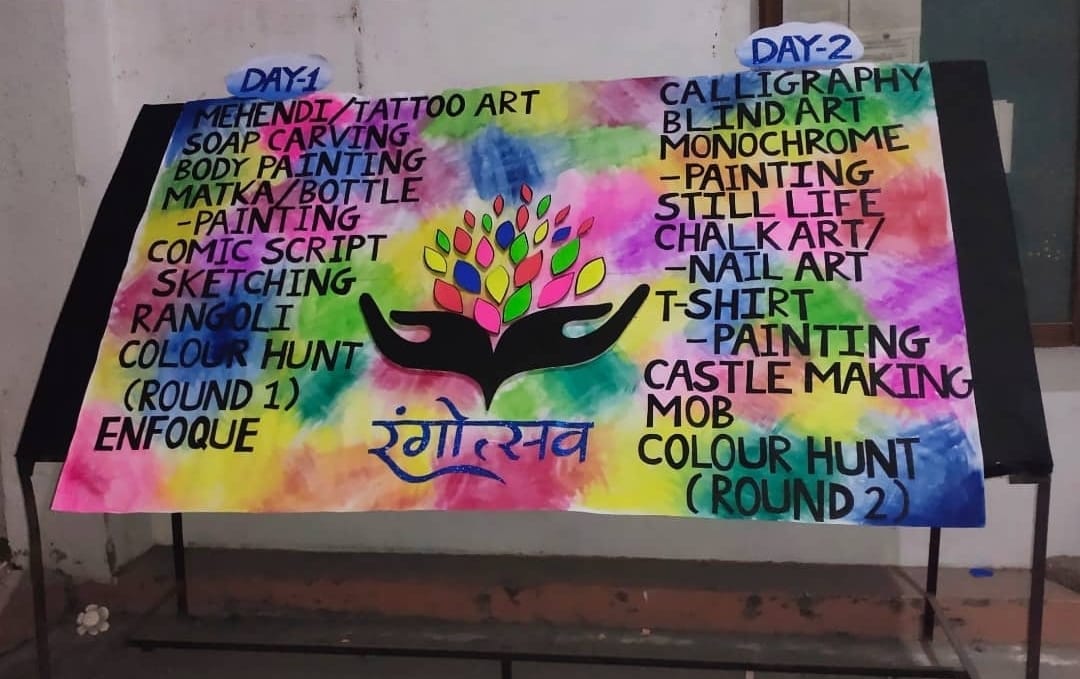 DAY-1
MEHENDI/TATTOO ART
SOAP CARVING
BODY PAINTING
MATKA/BOTTLE
-PAINTING
COMIC SCRIPT
SKETCHING
RANGOLI
COLOUR HUNT
(ROUND 1)
ENFOQUE
रंगोत्सव
DAY-2
CALLIGRAPHY
BLIND ART
MONOCHROME
-PAINTING
STILL LIFE
CHALK ART/
-NAIL ART
T-SHIRT
-PAINTING
CASTLE MAKING
MOB
COLOUR HUNT
(ROUND 2)